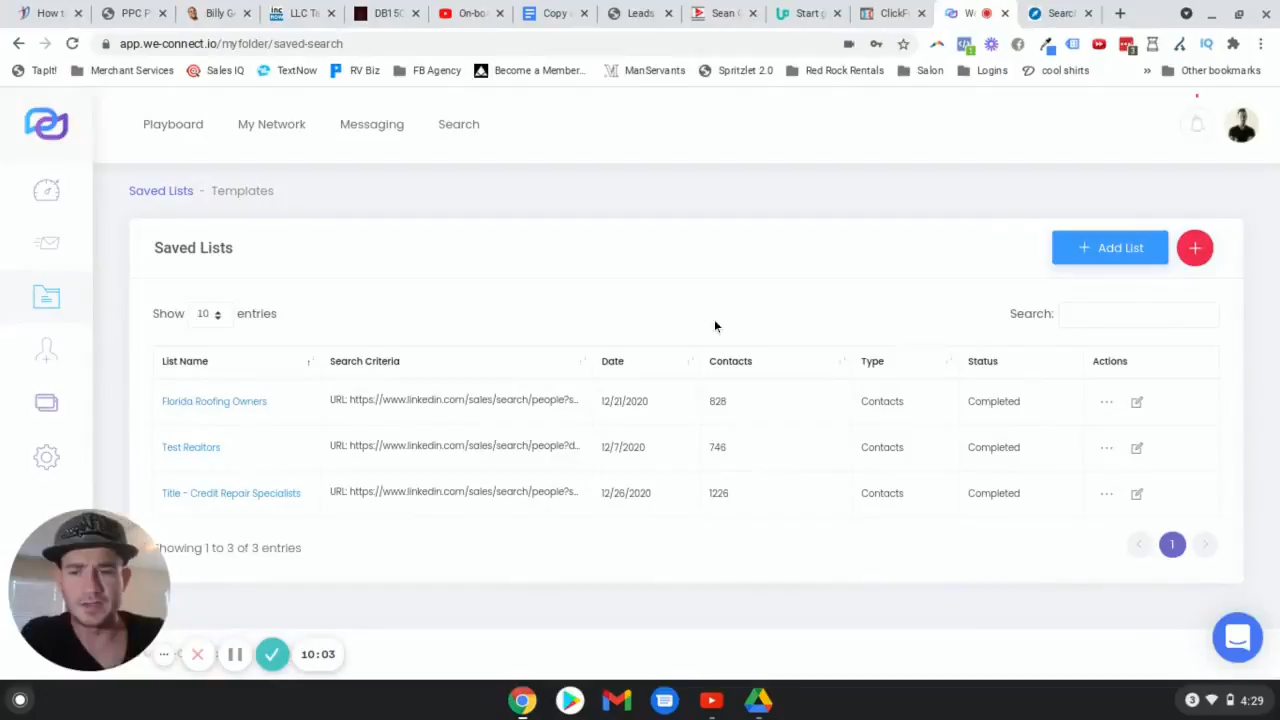 How t
PPC P
Billy G
LLC Te
DB15C
On-bo
Copy
Leads
Sean C
Start g
ClickF
We
Search
app.we-connect.io/myfolder/saved-search
TapIt!
Merchant Services
Sales IQ
TextNow
RV Biz
FB Agency
Become a Member...
ManServants
Spritzlet 2.0
Red Rock Rentals
Salon
Logins
cool shirts
»
Other bookmarks
Playboard
My Network
Messaging
Search
Saved Lists - Templates
Saved Lists
+ Add List
+
Show 10 entries
Search:
List Name Search Criteria Date Contacts Type Status Actions
Florida Roofing Owners URL: https://www.linkedin.com/sales/search/people?s... 12/21/2020 828 Contacts Completed ...
Test Realtors URL: https://www.linkedin.com/sales/search/people?d... 12/7/2020 746 Contacts Completed ...
Title - Credit Repair Specialists URL: https://www.linkedin.com/sales/search/people?s... 12/26/2020 1226 Contacts Completed ...
howing 1 to 3 of 3 entries
< 1 >
10:03
3 4:29